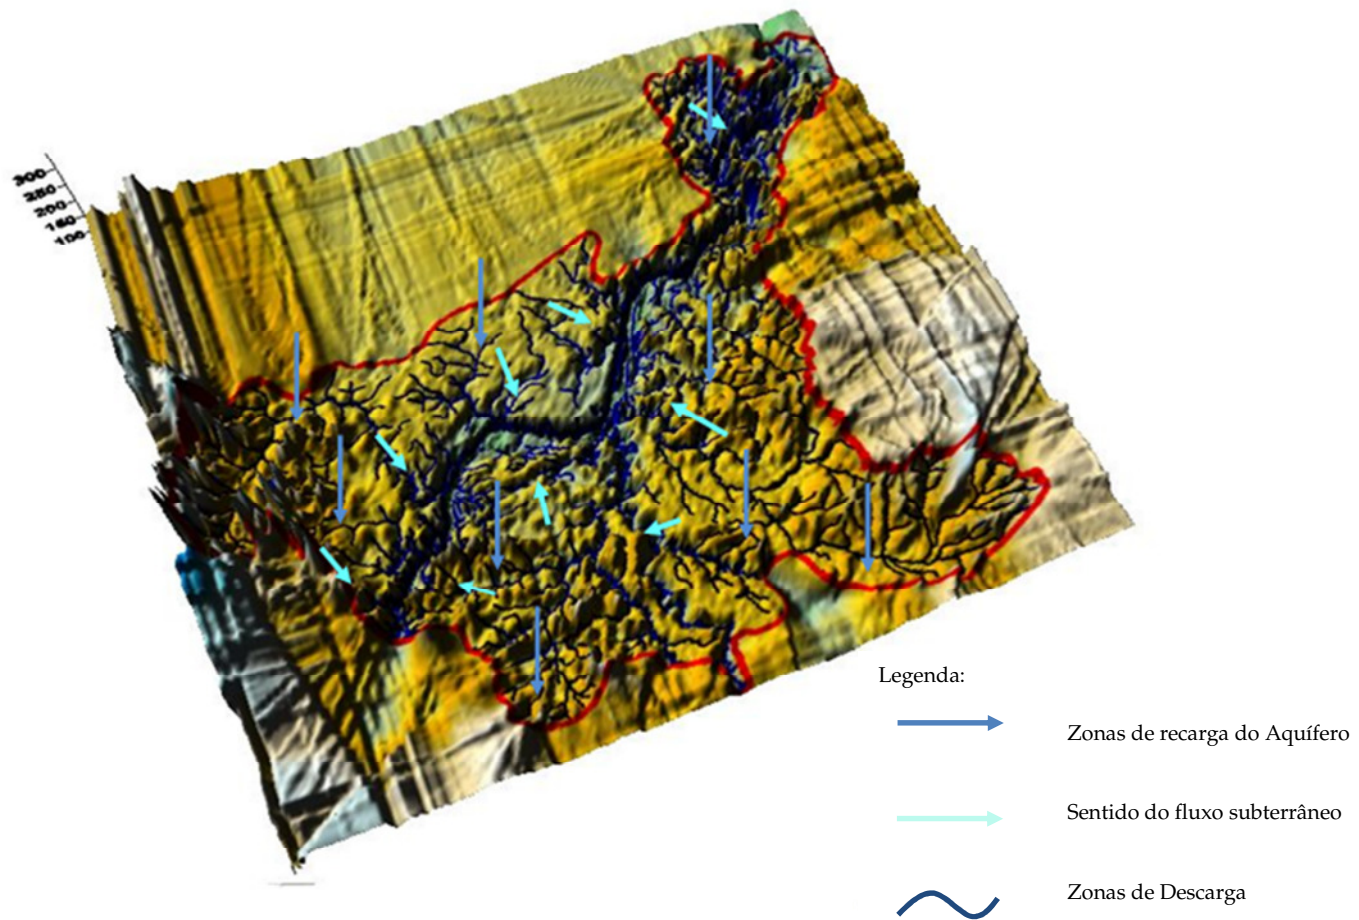 300
250
200
150
100
Legenda:
Zonas de recarga do Aquífero
Sentido do fluxo subterrâneo
Zonas de Descarga